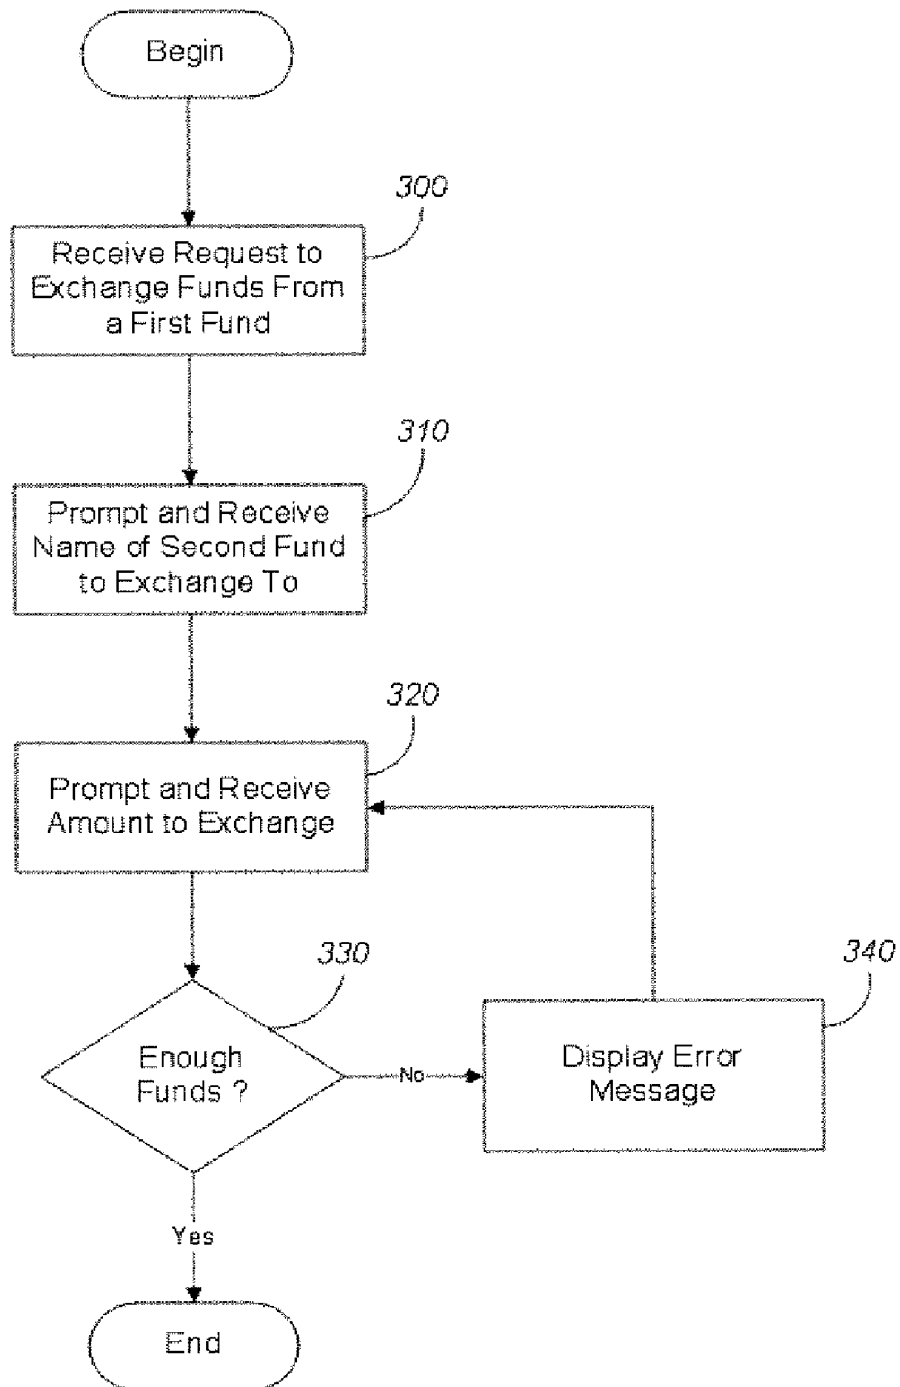 Begin
300
Receive Request to
Exchange Funds From
a First Fund
310
Prompt and Receive
Name of Second Fund
to Exchange To
320
Prompt and Receive
Amount to Exchange
330
Enough
Funds ?
No
340
Display Error
Message
Yes
End